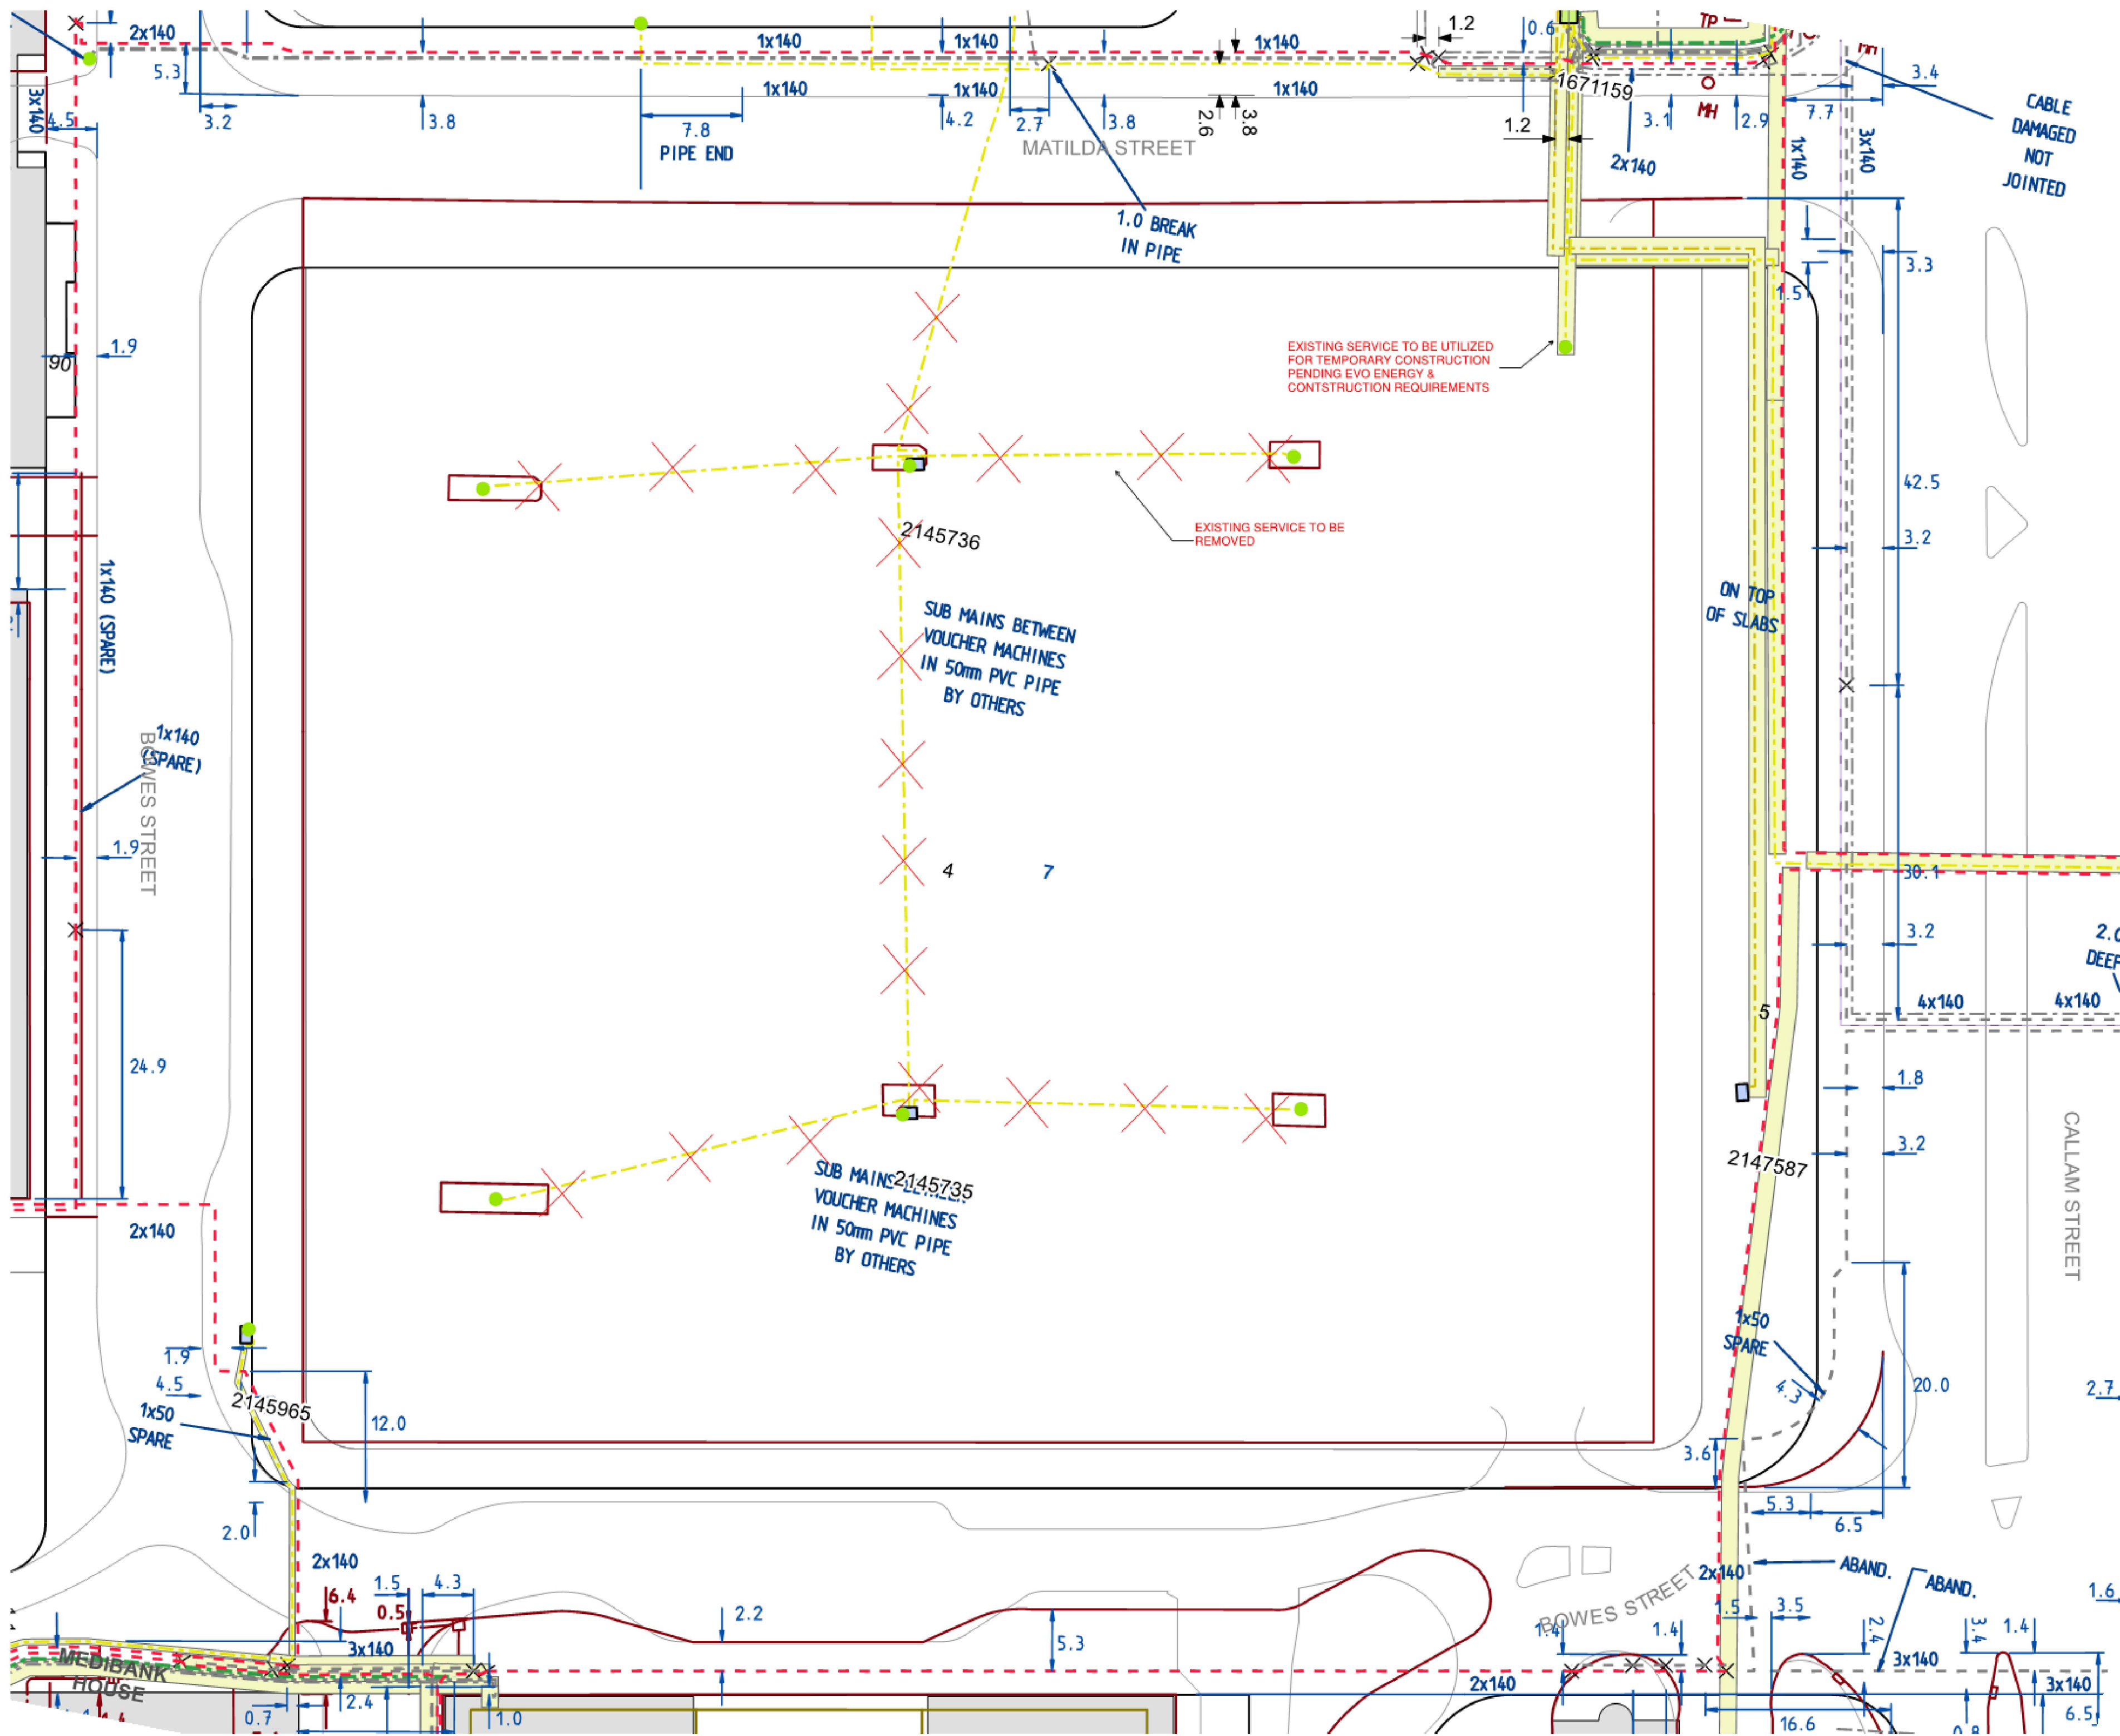 2x140
1x140
1x140
1x140
1.2
0.6
TP
5.3
3x140
4.5
3.2
3.8
7.8
PIPE END
1x140
1x140
1x140
4.2
2.7
3.8
2.6
3.8
MATILDA STREET
1.2
1671159
3.1
MH
2.9
2x140
3.4
7.7
1x140
3x140
CABLE
DAMAGED
NOT
JOINTED
1.0 BREAK
IN PIPE
3.3
1.5
1.9
90
EXISTING SERVICE TO BE UTILIZED
FOR TEMPORARY CONSTRUCTION
PENDING EVO ENERGY &
CONTSTRUCTION REQUIREMENTS
42.5
EXISTING SERVICE TO BE
REMOVED
2145736
3.2
1x140 (SPARE)
SUB MAINS BETWEEN
VOUCHER MACHINES
IN 50mm PVC PIPE
BY OTHERS
ON TOP
OF SLABS
1x140
(SPARE)
BOWES STREET
1.9
4
7
30.1
3.2
2.0
DEEP
4x140
4x140
5
24.9
1.8
3.2
CALLAM STREET
2147587
SUB MAINS
2145735
VOUCHER MACHINES
IN 50mm PVC PIPE
BY OTHERS
2x140
1x50
SPARE
4.3
20.0
2.7
1.9
4.5
2145965
1x50
SPARE
12.0
3.6
2.0
5.3
6.5
2x140
1.5
4.3
6.4
0.5
2.2
5.3
3x140
BOWES STREET
2x140
ABAND.
ABAND.
1.6
3.5
1.4
1.4
2.4
3.4
1.4
3x140
MEDIBANK
HOUSE
2.4
0.7
1.0
2x140
3x140
16.6
6.5